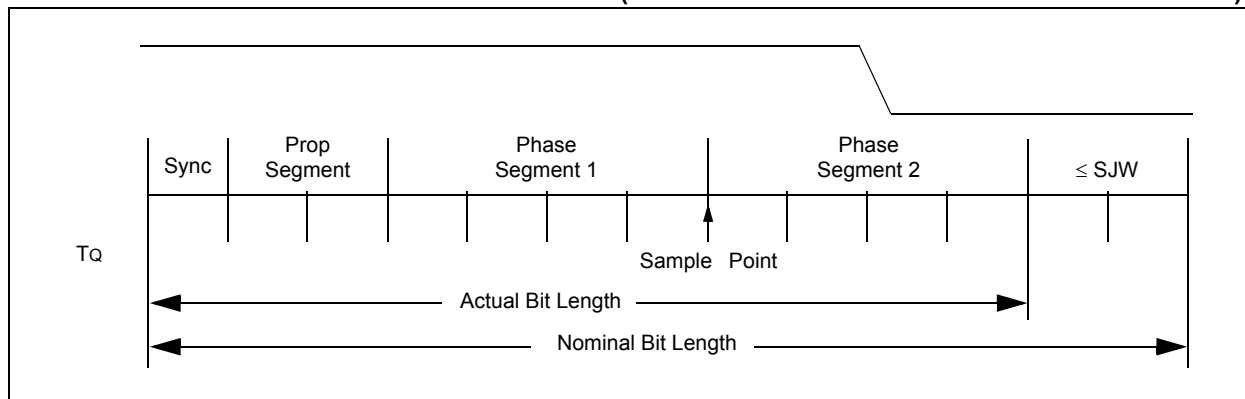 Sync
Prop
Segment
Phase
Segment 1
Phase
Segment 2
≤ SJW
TQ
Sample Point
Actual Bit Length
Nominal Bit Length